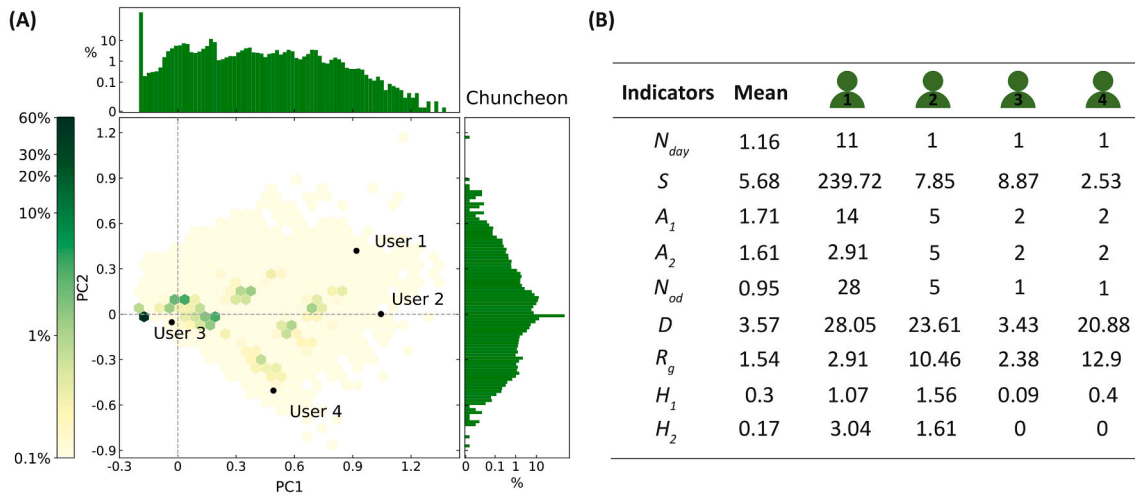 (A)
%
10
1
0.1
0
Chuncheon
60%
30%
20%
10%
1%
0.1%
PC2
1.2
0.9
0.6
0.3
0
-0.3
-0.6
-0.9
User 1
User 2
User 3
User 4
-0.3 0 0.3 0.6 0.9 1.2
PC1
0 0.1 1 10
%
(B)
Indicators Mean 1 2 3 4
N_day 1.16 11 1 1 1
S 5.68 239.72 7.85 8.87 2.53
A_1 1.71 14 5 2 2
A_2 1.61 2.91 5 2 2
N_od 0.95 28 5 1 1
D 3.57 28.05 23.61 3.43 20.88
R_g 1.54 2.91 10.46 2.38 12.9
H_1 0.3 1.07 1.56 0.09 0.4
H_2 0.17 3.04 1.61 0 0